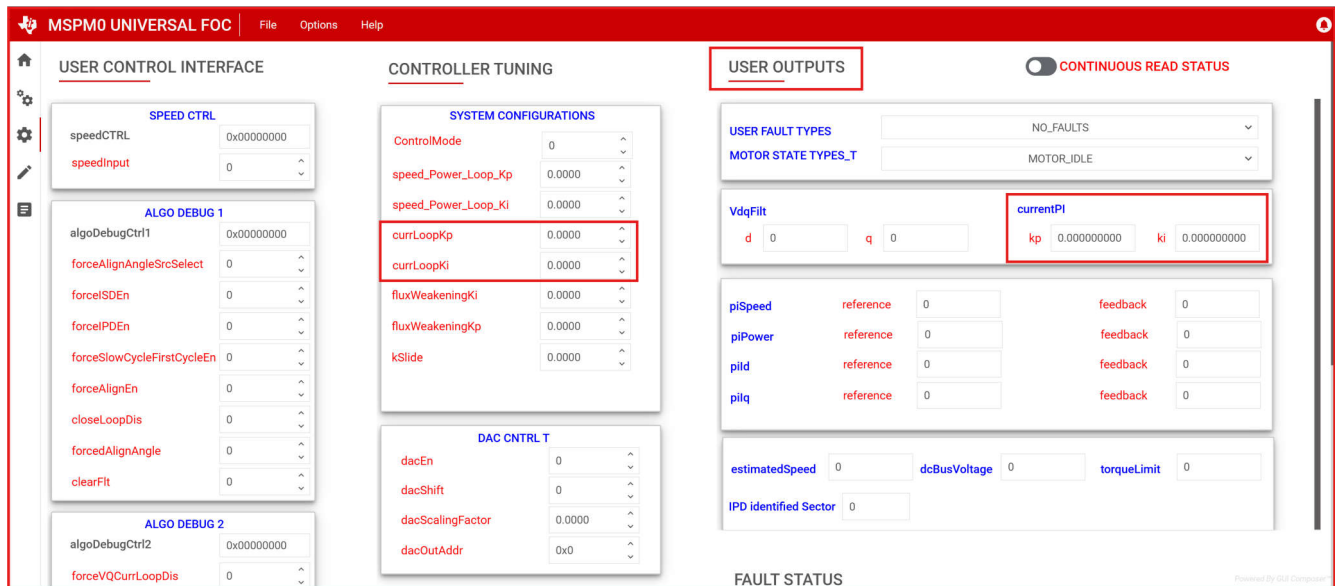 MSPM0 UNIVERSAL FOC File Options Help
USER CONTROL INTERFACE
SPEED CTRL
speedCTRL 0x00000000
speedInput 0
ALGO DEBUG 1
algoDebugCtrl1 0x00000000
forceAlignAngleSrcSelect 0
forceISDEn 0
forceIPDEn 0
forceSlowCycleFirstCycleEn 0
forceAlignEn 0
closeLoopDis 0
forcedAlignAngle 0
clearFlt 0
ALGO DEBUG 2
algoDebugCtrl2 0x00000000
forceVQCurrLoopDis 0
CONTROLLER TUNING
SYSTEM CONFIGURATIONS
ControlMode 0
speed_Power_Loop_Kp 0.0000
speed_Power_Loop_Ki 0.0000
currLoopKp 0.0000
currLoopKi 0.0000
fluxWeakeningKi 0.0000
fluxWeakeningKp 0.0000
kSlide 0.0000
DAC CNTRL T
dacEn 0
dacShift 0
dacScalingFactor 0.0000
dacOutAddr 0x0
USER OUTPUTS CONTINUOUS READ STATUS
USER FAULT TYPES NO_FAULTS
MOTOR STATE TYPES_T MOTOR_IDLE
VdqFilt currentPI
d 0 q 0 kp 0.000000000 ki 0.000000000
piSpeed reference 0 feedback 0
piPower reference 0 feedback 0
piId reference 0 feedback 0
piIq reference 0 feedback 0
estimatedSpeed 0 dcBusVoltage 0 torqueLimit 0
IPD identified Sector 0
FAULT STATUS
Powered By GUI Composer™